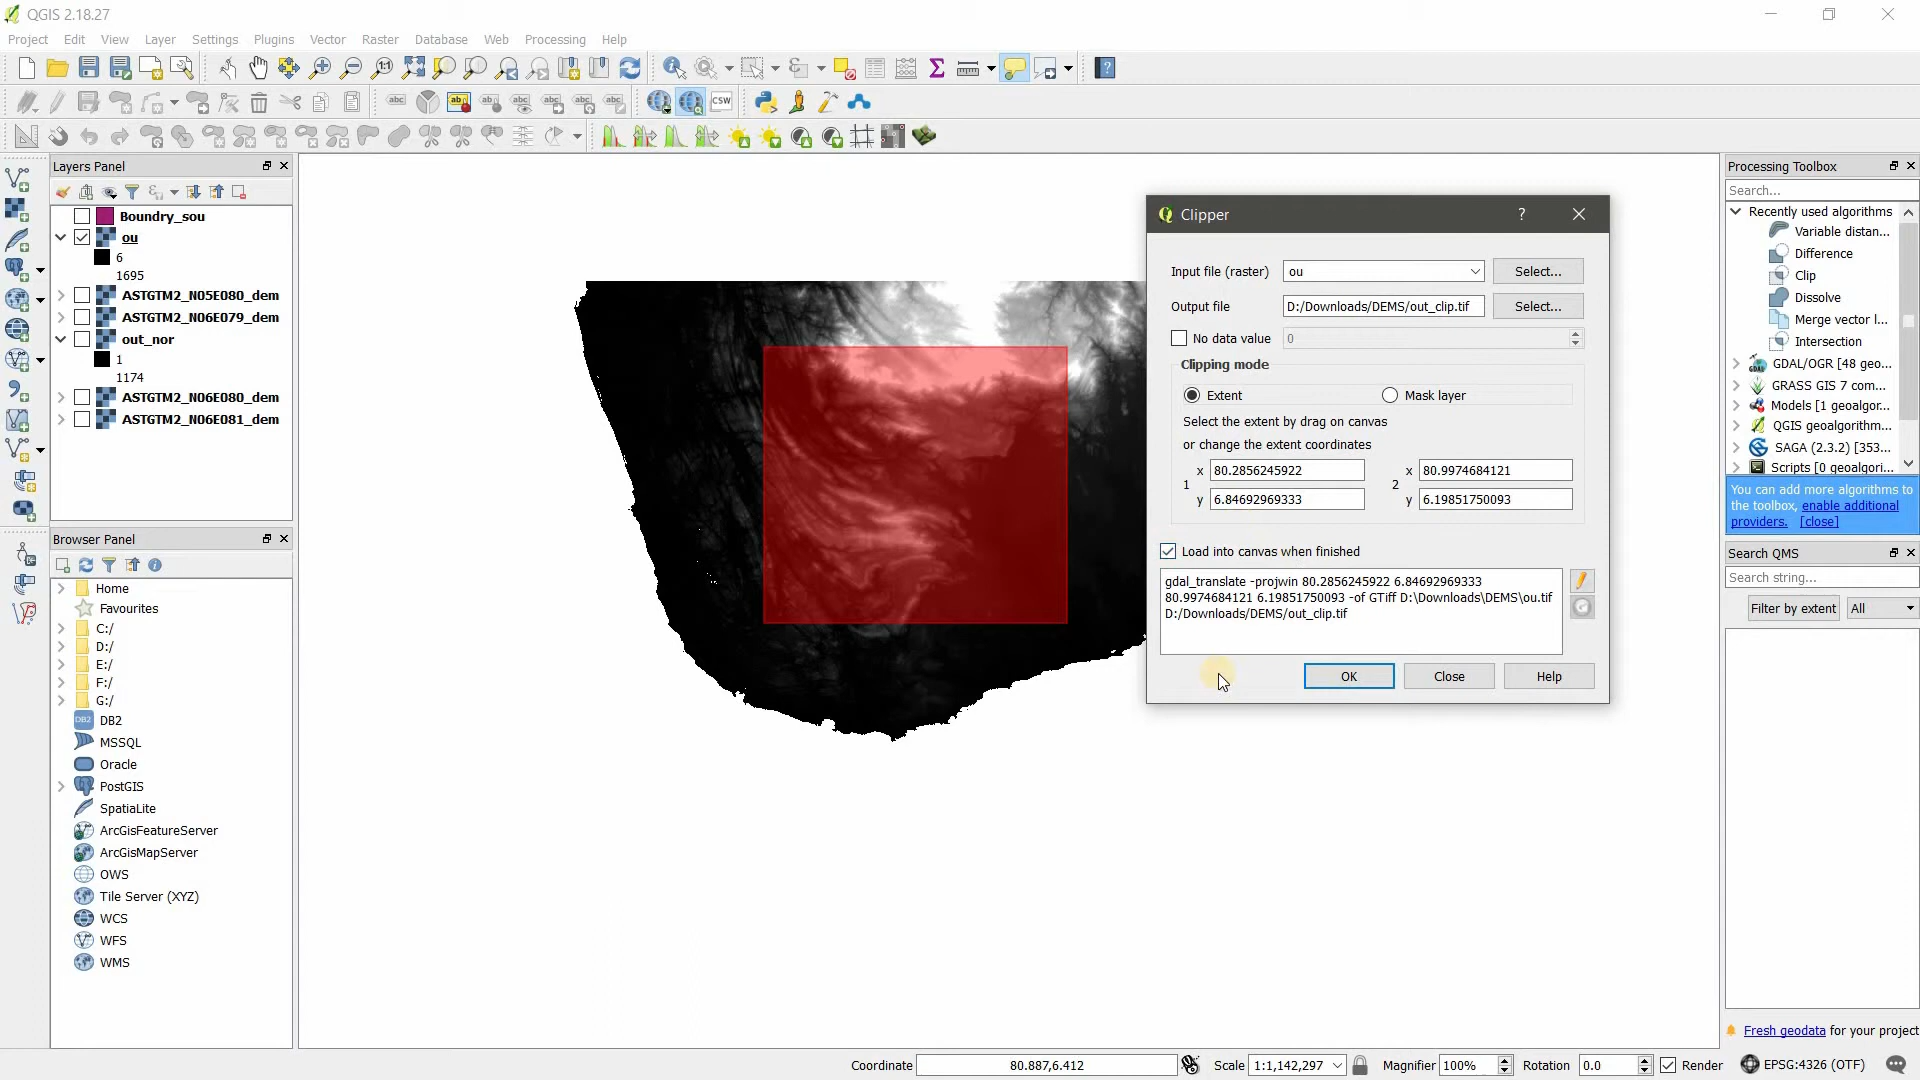 QGIS 2.18.27
Project Edit View Layer Settings Plugins Vector Raster Database Web Processing Help
Layers Panel
Boundry_sou
ou
6
1695
ASTGTM2_N05E080_dem
ASTGTM2_N06E079_dem
out_nor
1
1174
ASTGTM2_N06E080_dem
ASTGTM2_N06E081_dem
Browser Panel
Home
Favourites
C:/
D:/
E:/
F:/
G:/
DB2
MSSQL
Oracle
PostGIS
SpatiaLite
ArcGisFeatureServer
ArcGisMapServer
OWS
Tile Server (XYZ)
WCS
WFS
WMS
Clipper
Input file (raster) ou Select...
Output file D:/Downloads/DEMS/out_clip.tif Select...
No data value 0
Clipping mode
Extent Mask layer
Select the extent by drag on canvas
or change the extent coordinates
x 80.2856245922 x 80.9974684121
1 2
y 6.84692969333 y 6.19851750093
Load into canvas when finished
gdal_translate -projwin 80.2856245922 6.84692969333
80.9974684121 6.19851750093 -of GTiff D:\Downloads\DEMS\ou.tif
D:/Downloads/DEMS/out_clip.tif
OK Close Help
Processing Toolbox
Search...
Recently used algorithms
Variable distan...
Difference
Clip
Dissolve
Merge vector l...
Intersection
GDAL/OGR [48 geo...
GRASS GIS 7 com...
Models [1 geoalgor...
QGIS geoalgorithm...
SAGA (2.3.2) [353...
Scripts [0 geoalgori...
You can add more algorithms to
the toolbox, enable additional
providers. [close]
Search QMS
Search string...
Filter by extent All
Fresh geodata for your project
Coordinate 80.887,6.412 Scale 1:1,142,297 Magnifier 100% Rotation 0.0 Render EPSG:4326 (OTF)